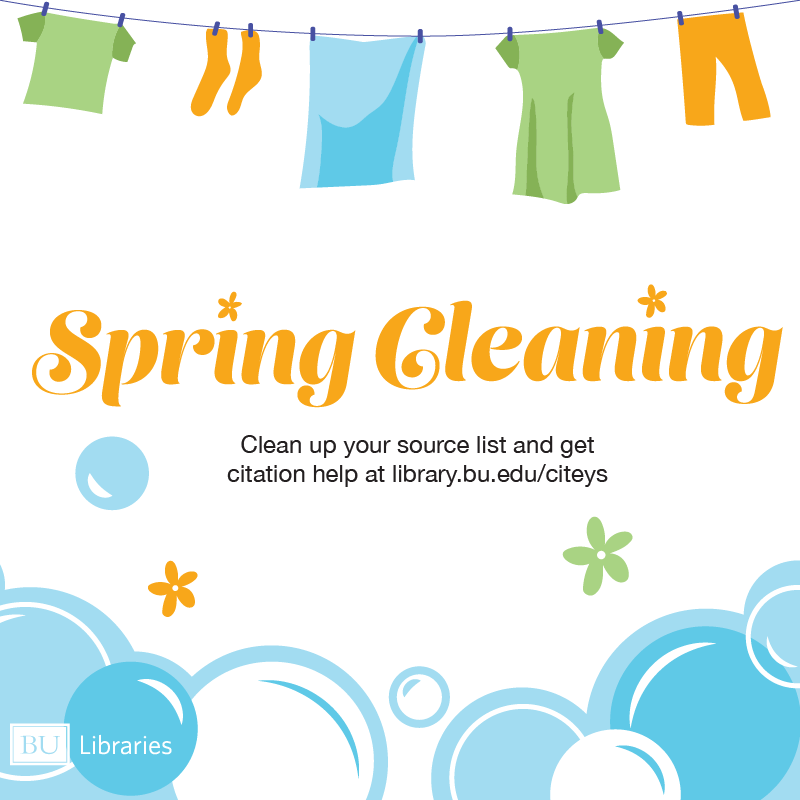 Spring Cleaning
Clean up your source list and get
citation help at library.bu.edu/citeys
BU Libraries